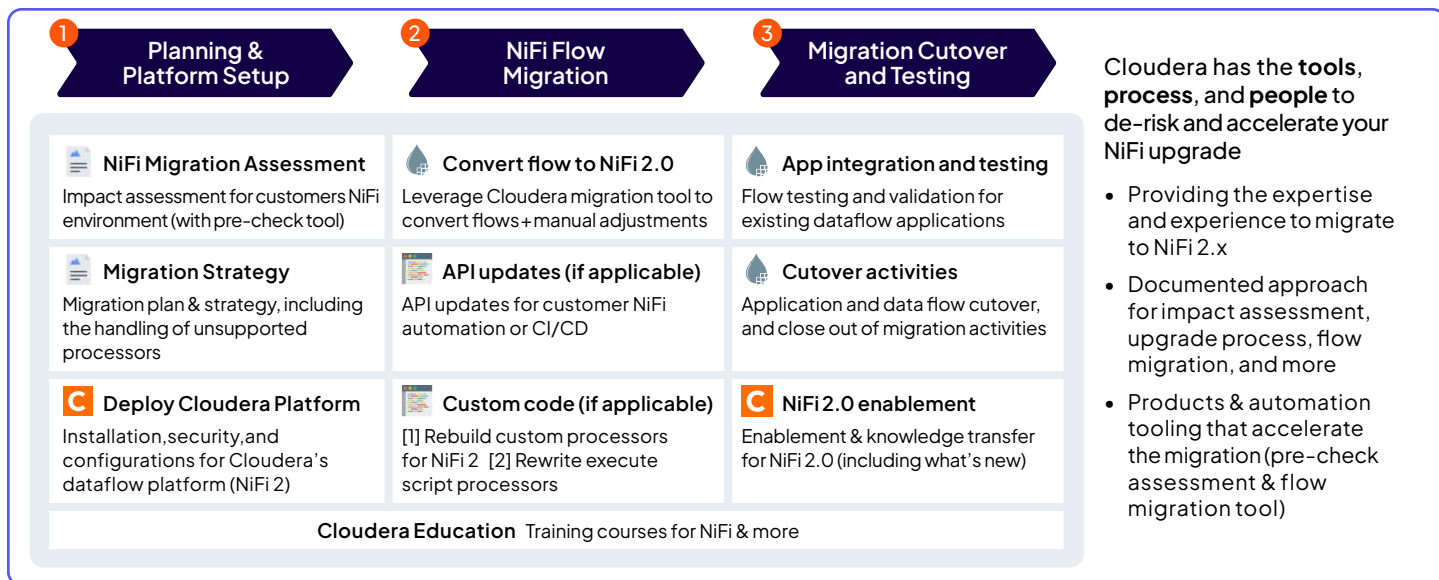 1
Planning &
Platform Setup
2
NiFi Flow
Migration
3
Migration Cutover
and Testing
NiFi Migration Assessment
Impact assessment for customers NiFi
environment (with pre-check tool)
Convert flow to NiFi 2.0
Leverage Cloudera migration tool to
convert flows+manual adjustments
App integration and testing
Flow testing and validation for
existing dataflow applications
Migration Strategy
Migration plan & strategy, including
the handling of unsupported
processors
API updates (if applicable)
API updates for customer NiFi
automation or CI/CD
Cutover activities
Application and data flow cutover,
and close out of migration activities
C Deploy Cloudera Platform
Installation,security,and
configurations for Cloudera's
dataflow platform (NiFi 2)
Custom code (if applicable)
[1] Rebuild custom processors
for NiFi 2 [2] Rewrite execute
script processors
C NiFi 2.0 enablement
Enablement & knowledge transfer
for NiFi 2.0 (including what's new)
Cloudera Education Training courses for NiFi & more
Cloudera has the tools,
process, and people to
de-risk and accelerate your
NiFi upgrade
• Providing the expertise
and experience to migrate
to NiFi 2.x
• Documented approach
for impact assessment,
upgrade process, flow
migration, and more
• Products & automation
tooling that accelerate
the migration (pre-check
assessment & flow
migration tool)